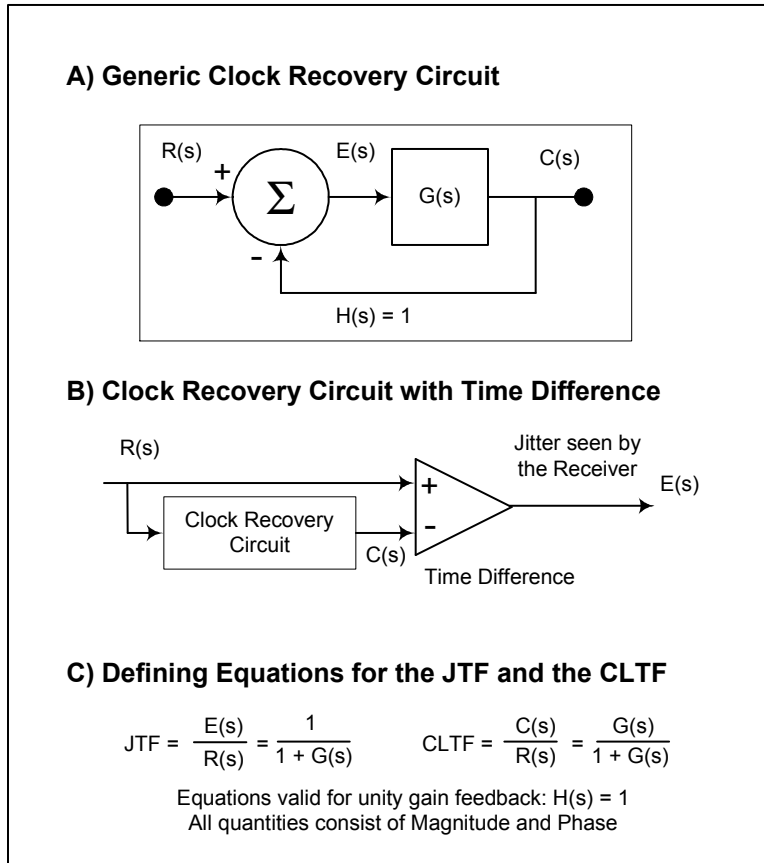 A) Generic Clock Recovery Circuit
R(s)
E(s)
C(s)
+
Σ
G(s)
-
H(s) = 1
B) Clock Recovery Circuit with Time Difference
R(s)
Jitter seen by
the Receiver
E(s)
+
Clock Recovery
Circuit
-
C(s)
Time Difference
C) Defining Equations for the JTF and the CLTF
JTF = E(s) / R(s) = 1 / 1 + G(s)
CLTF = C(s) / R(s) = G(s) / 1 + G(s)
Equations valid for unity gain feedback: H(s) = 1
All quantities consist of Magnitude and Phase